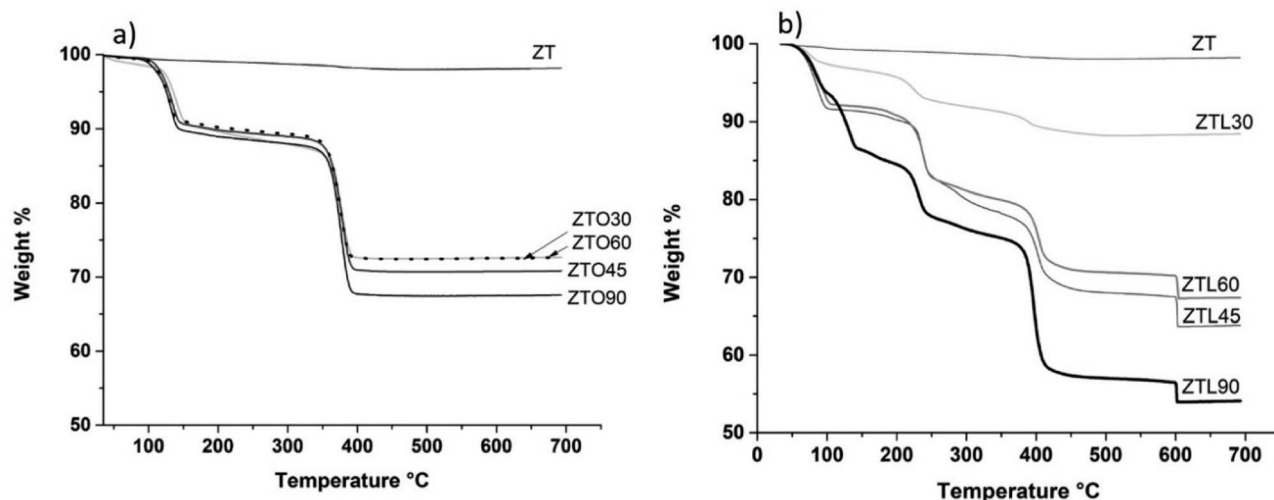 a)
100
90
80
70
60
50
Weight %
100
200
300
400
500
600
700
Temperature °C
ZT
ZTO30
ZTO60
ZTO45
ZTO90
b)
100
90
80
70
60
50
Weight %
0
100
200
300
400
500
600
700
Temperature °C
ZT
ZTL30
ZTL60
ZTL45
ZTL90